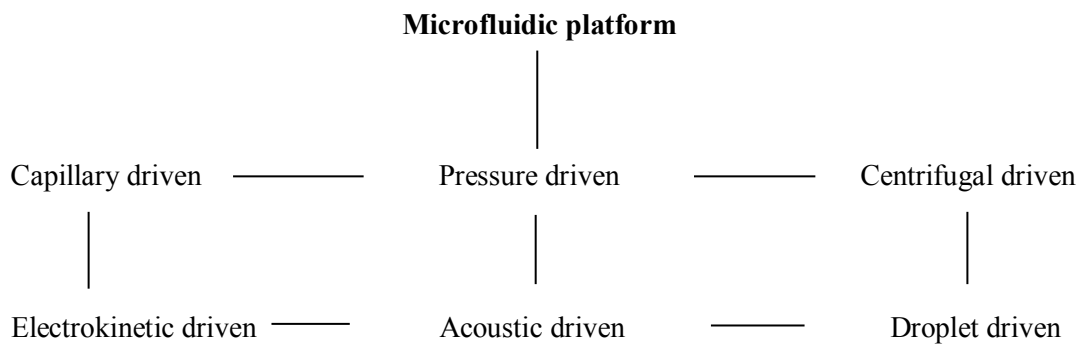 Microfluidic platform
Capillary driven
Pressure driven
Centrifugal driven
Electrokinetic driven
Acoustic driven
Droplet driven